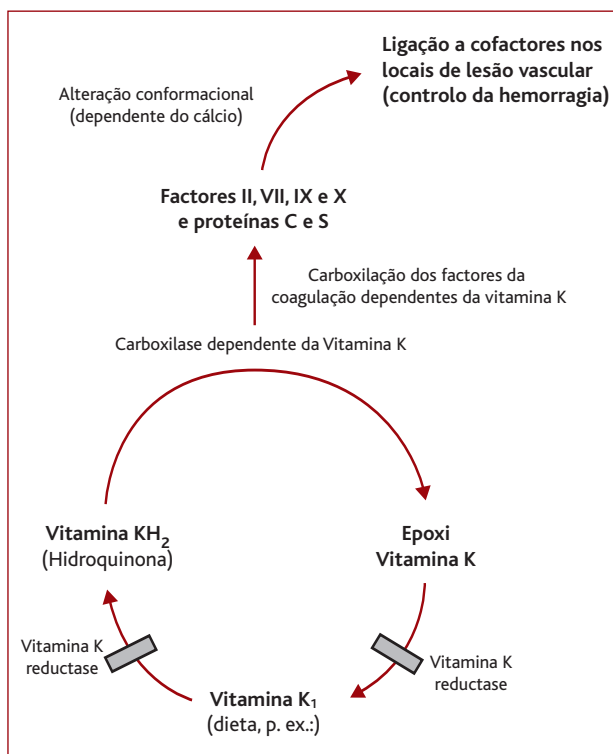 Ligação a cofactores nos
locais de lesão vascular
(controlo da hemorragia)
Alteração conformacional
(dependente do cálcio)
Factores II, VII, IX e X
e proteínas C e S
Carboxilação dos factores da
coagulação dependentes da vitamina K
Carboxilase dependente da Vitamina K
Vitamina KH₂
(Hidroquinona)
Epoxi
Vitamina K
Vitamina K
reductase
Vitamina K
reductase
Vitamina K₁
(dieta, p. ex.:)